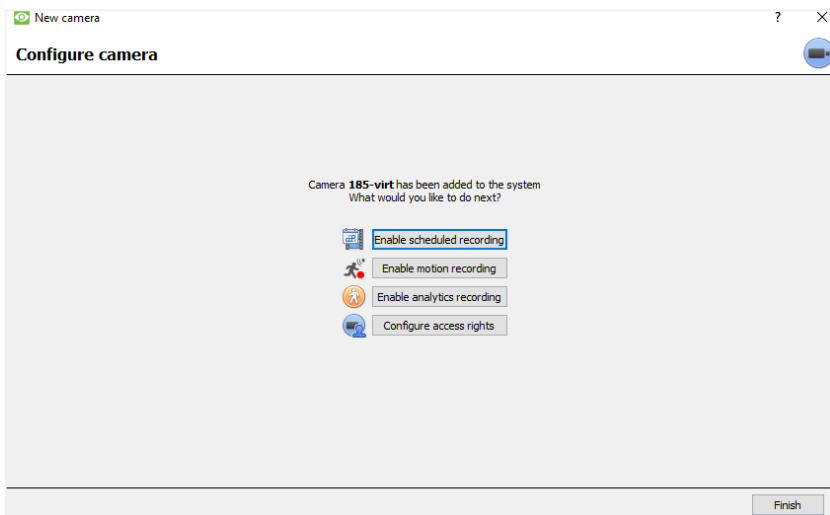 New camera
Configure camera
Camera 185-virt has been added to the system
What would you like to do next?
Enable scheduled recording
Enable motion recording
Enable analytics recording
Configure access rights
Finish